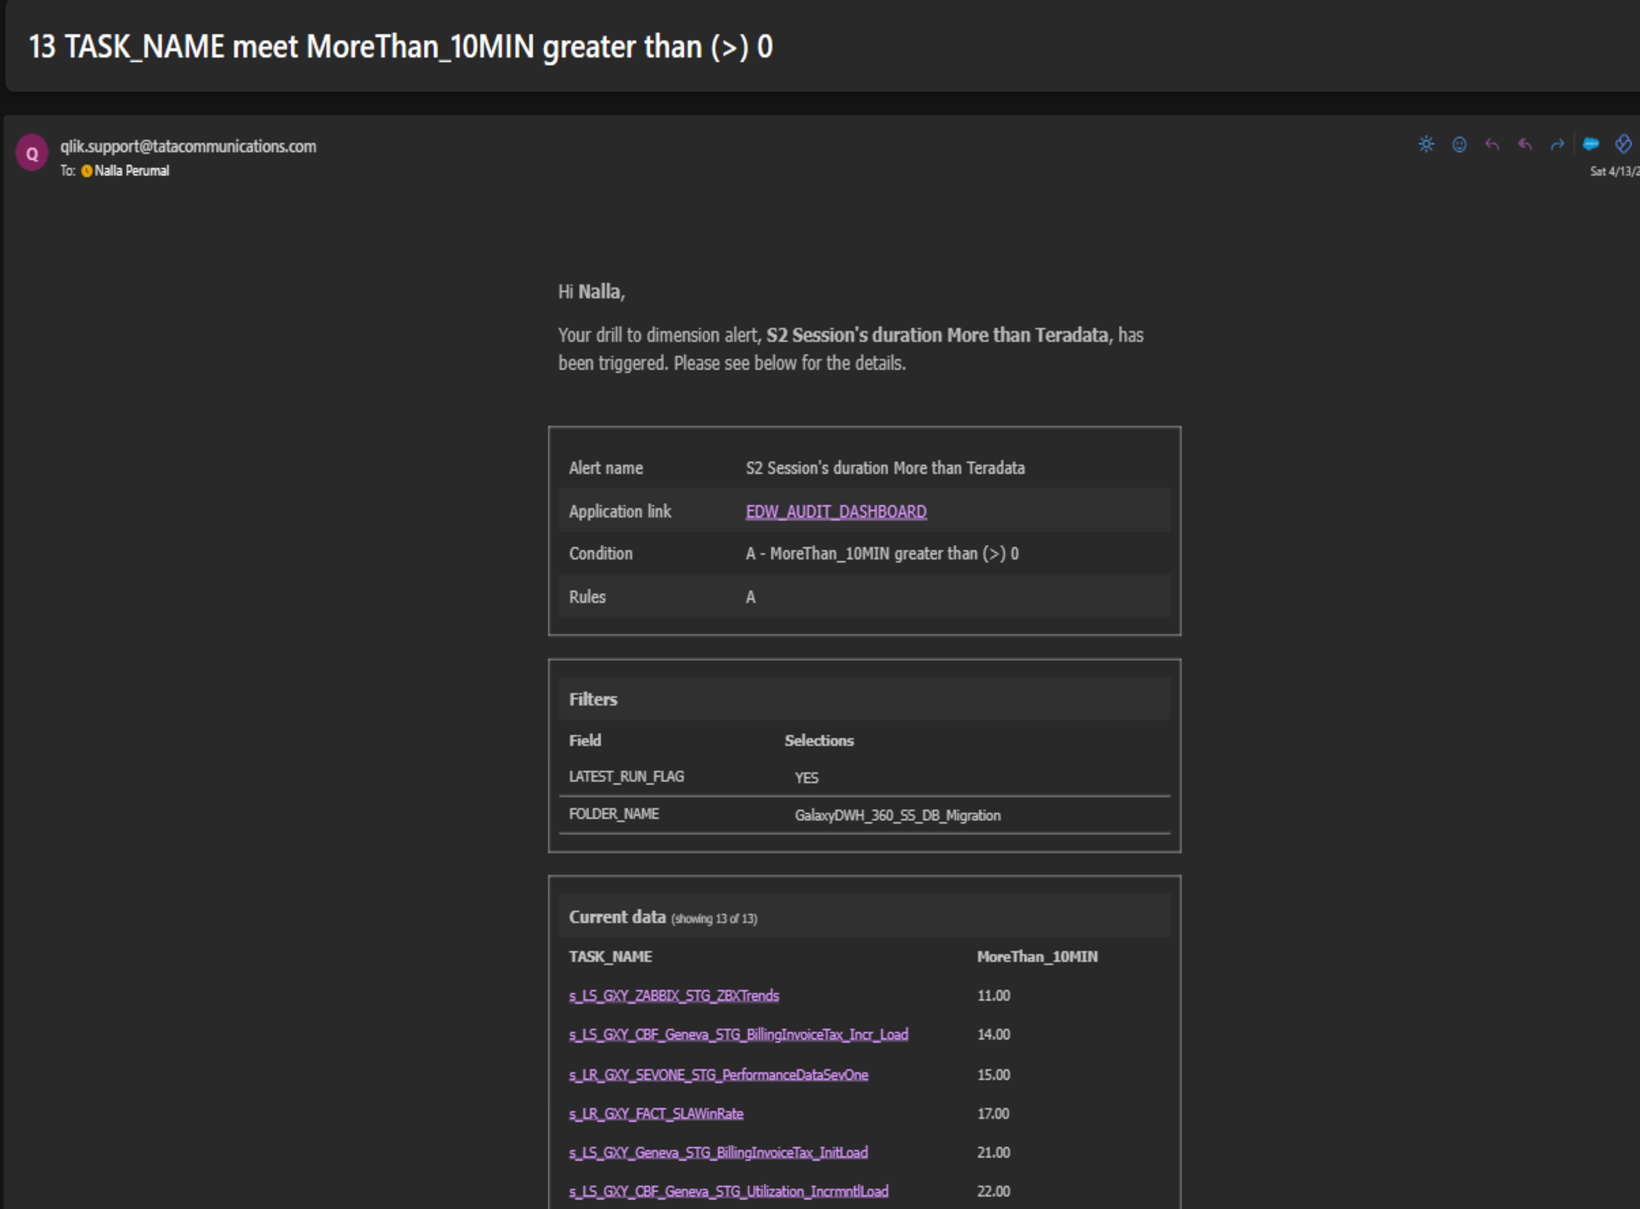 13 TASK_NAME meet MoreThan_10MIN greater than (>) 0
Q
qlik.support@tatacommunications.com
To: Nalla Perumal
Sat 4/13/2
Hi Nalla,
Your drill to dimension alert, S2 Session's duration More than Teradata, has
been triggered. Please see below for the details.
Alert name S2 Session's duration More than Teradata
Application link EDW_AUDIT_DASHBOARD
Condition A - MoreThan_10MIN greater than (>) 0
Rules A
Filters
Field Selections
LATEST_RUN_FLAG YES
FOLDER_NAME GalaxyDWH_360_SS_DB_Migration
Current data (showing 13 of 13)
TASK_NAME MoreThan_10MIN
s_LS_GXY_ZABBIX_STG_ZBXTrends 11.00
s_LS_GXY_CBF_Geneva_STG_BillingInvoiceTax_Incr_Load 14.00
s_LR_GXY_SEVONE_STG_PerformanceDataSevOne 15.00
s_LR_GXY_FACT_SLAWinRate 17.00
s_LS_GXY_Geneva_STG_BillingInvoiceTax_InitLoad 21.00
s_LS_GXY_CBF_Geneva_STG_Utilization_IncrmntlLoad 22.00